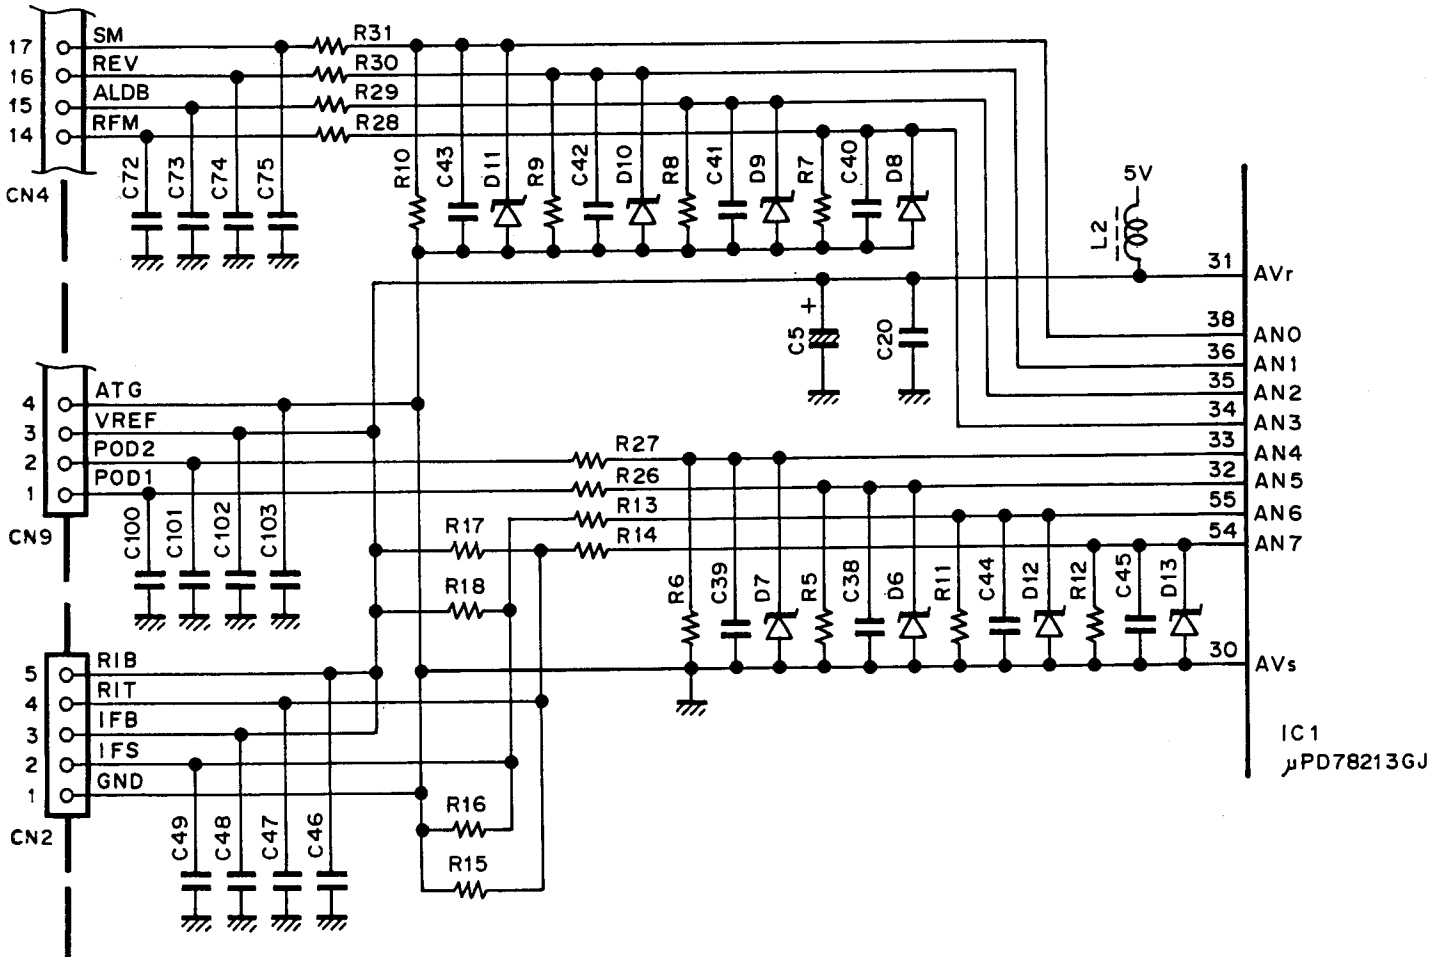 17 SM R31
16 REV R30
15 ALDB R29
14 RFM R28
C72 C73 C74 C75 R10 C43 D11 R9 C42 D10 R8 C41 D9 R7 C40 D8
CN4
5V
L2
31 AVr
+
C5 C20
38 AN0
36 AN1
35 AN2
34 AN3
33 AN4
32 AN5
55 AN6
54 AN7
4 ATG
3 VREF
2 POD2 R27
1 POD1 R26
R13
R17 R14
R18
CN9
C100 C101 C102 C103
R6 C39 D7 R5 C38 D6 R11 C44 D12 R12 C45 D13
30 AVs
5 RIB
4 RIT
3 IFB
2 IFS
1 GND
R16
R15
CN2
C49 C48 C47 C46
IC1
μPD78213GJ